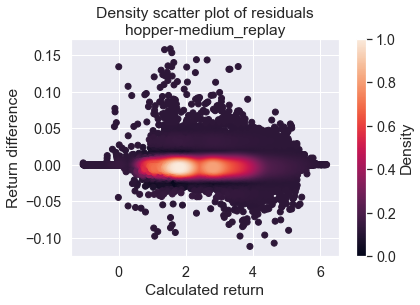 Density scatter plot of residuals
hopper-medium_replay
0.15
0.10
0.05
0.00
−0.05
−0.10
Return difference
0 2 4 6
Calculated return
1.0
0.8
0.6
0.4
0.2
0.0
Density